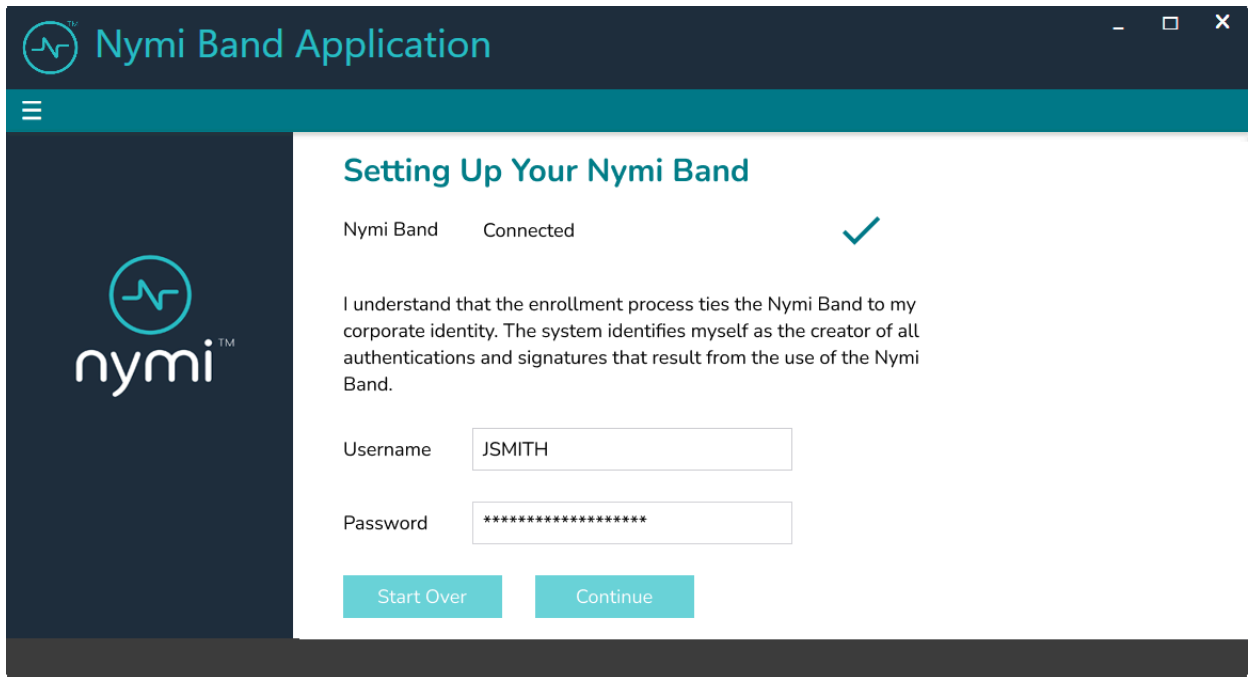 Nymi Band Application
TM
Setting Up Your Nymi Band
Nymi Band Connected
I understand that the enrollment process ties the Nymi Band to my
corporate identity. The system identifies myself as the creator of all
authentications and signatures that result from the use of the Nymi
Band.
nymi TM
Username JSMITH
Password *******************
Start Over Continue